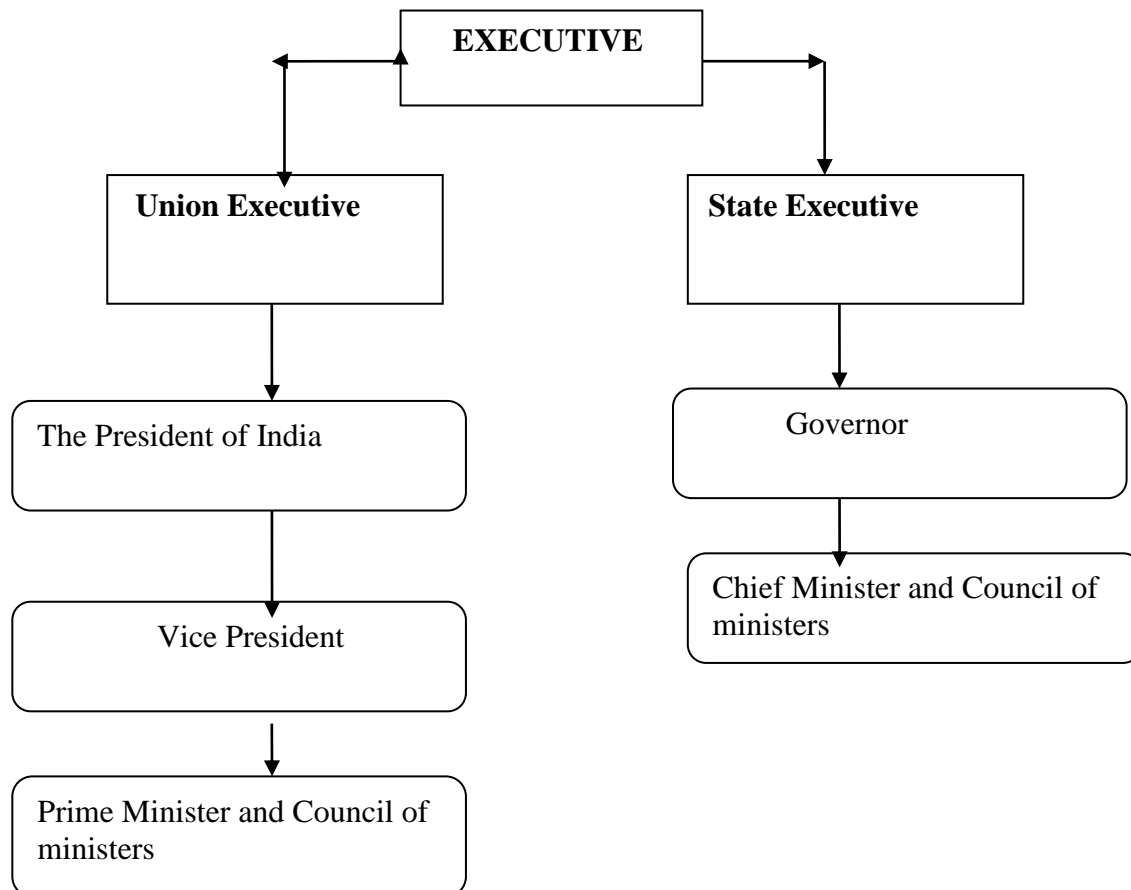 EXECUTIVE
Union Executive
State Executive
The President of India
Governor
Vice President
Chief Minister and Council of
ministers
Prime Minister and Council of
ministers